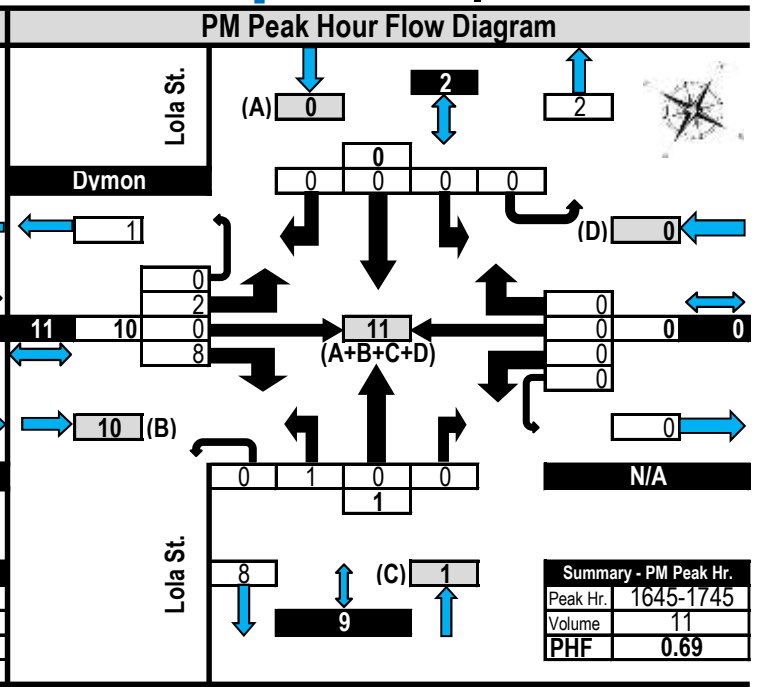 PM Peak Hour Flow Diagram
Lola St.
(A) 0
2
2
0
0 0 0 0
Dymon
1
(D) 0
0
2
11 10 0
8
11
(A+B+C+D)
0
0 0 0
0
0
10 (B)
0
0 1 0 0
1
N/A
Lola St.
8
(C) 1
9
Summary - PM Peak Hr.
Peak Hr. 1645-1745
Volume 11
PHF 0.69